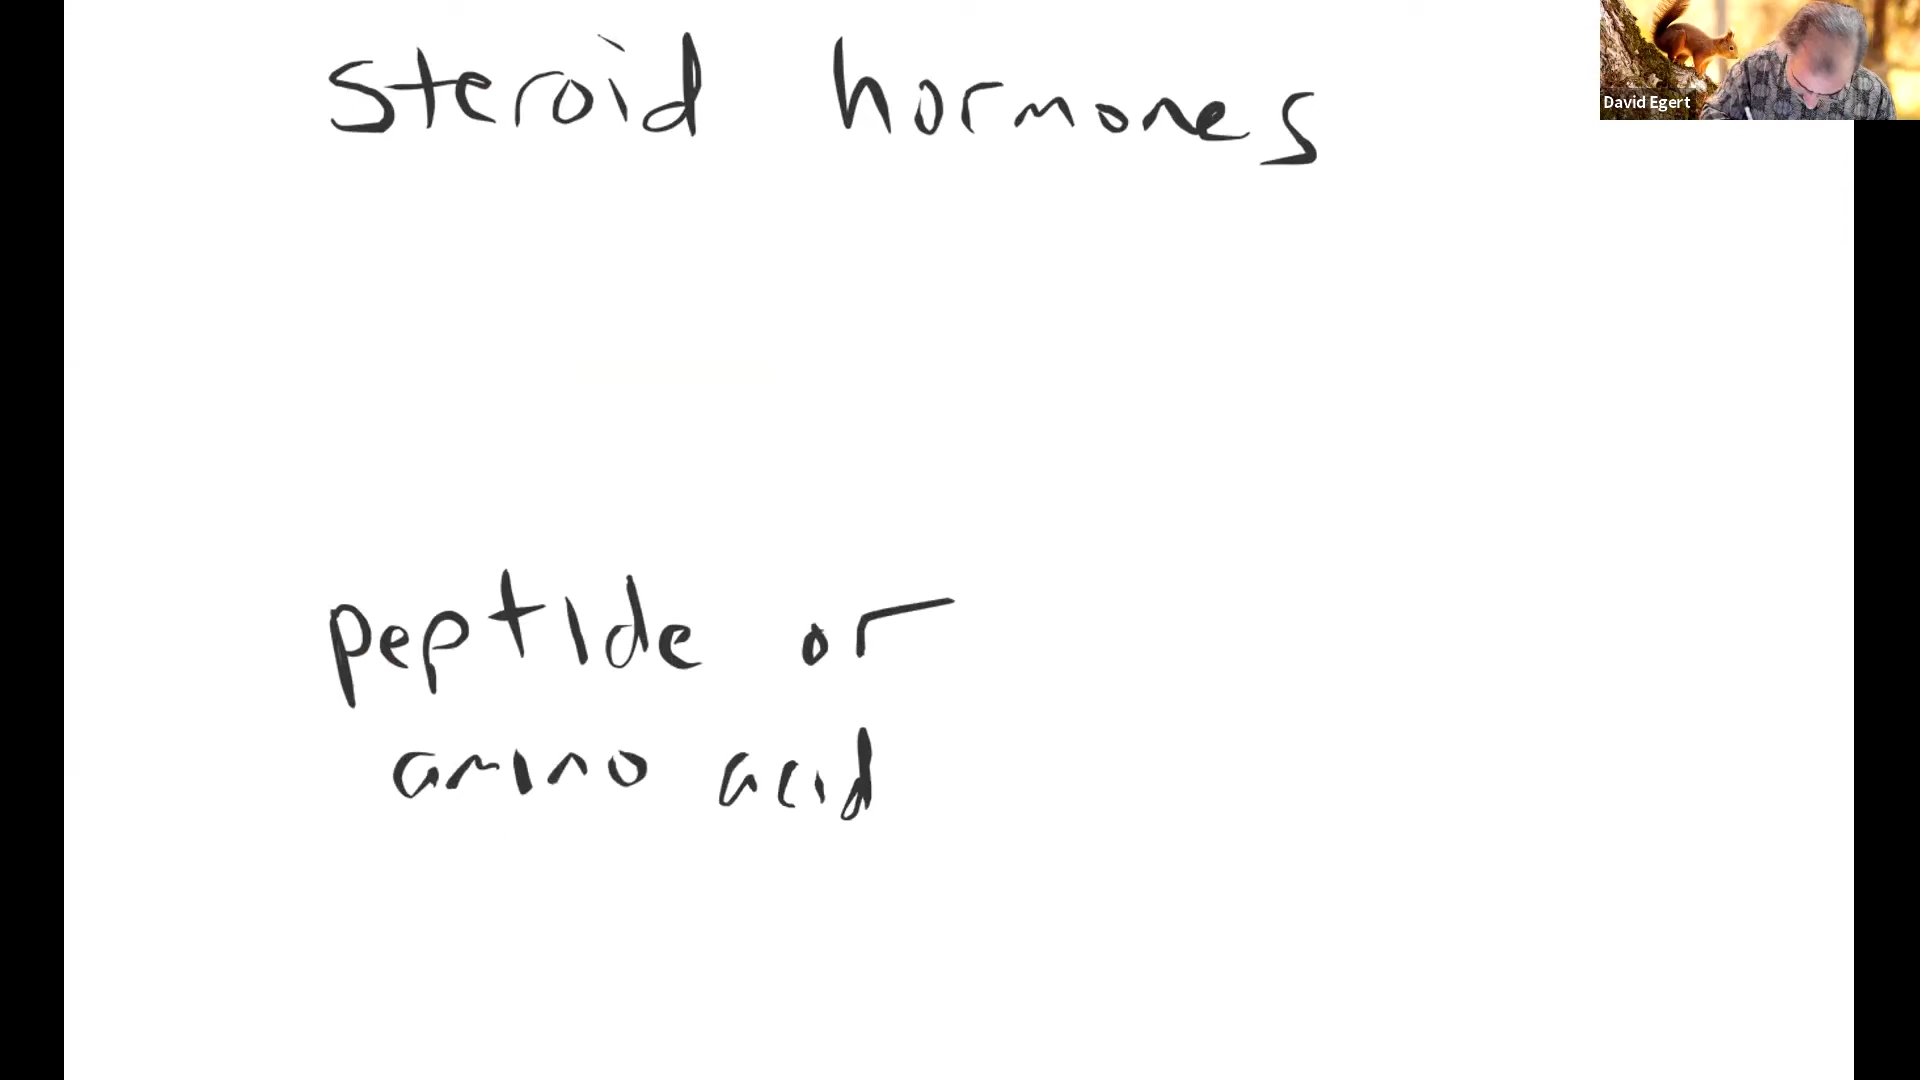 steroid hormones
David Egert
peptide or
amino acid